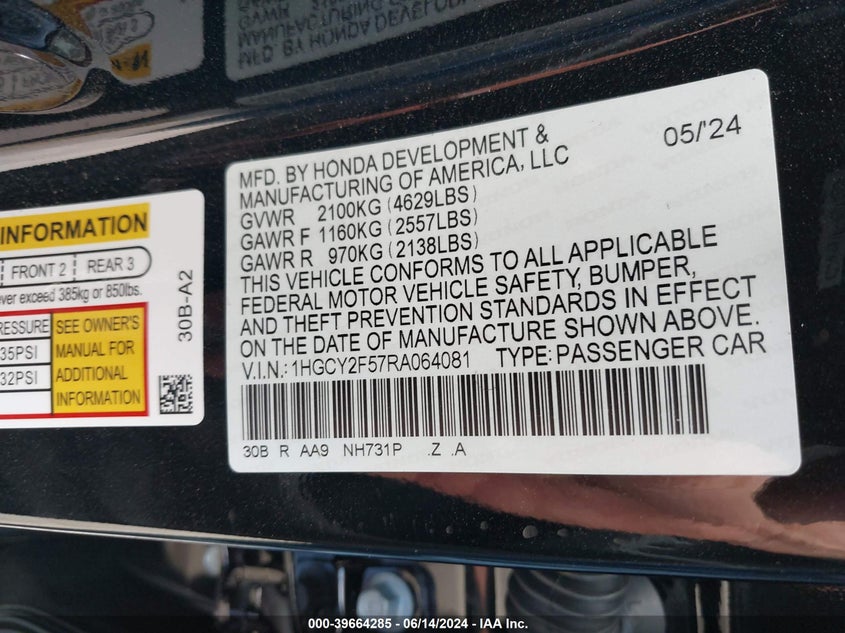 MFD. BY HONDA DEVELOPMENT &
MANUFACTURING OF AMERICA, LLC
05/'24
GVWR 2100KG (4629LBS)
GAWR F 1160KG (2557LBS)
GAWR R 970KG (2138LBS)
THIS VEHICLE CONFORMS TO ALL APPLICABLE
FEDERAL MOTOR VEHICLE SAFETY, BUMPER,
AND THEFT PREVENTION STANDARDS IN EFFECT
ON THE DATE OF MANUFACTURE SHOWN ABOVE.
V.I.N.: 1HGCY2F57RA064081 TYPE: PASSENGER CAR
30B R AA9 NH731P .Z .A
INFORMATION
FRONT 2 REAR 3
exceed 385kg or 850lbs.
SEE OWNER'S
35PSI MANUAL FOR
32PSI ADDITIONAL
INFORMATION
30B-A2
000-39664285 - 06/14/2024 - IAA Inc.